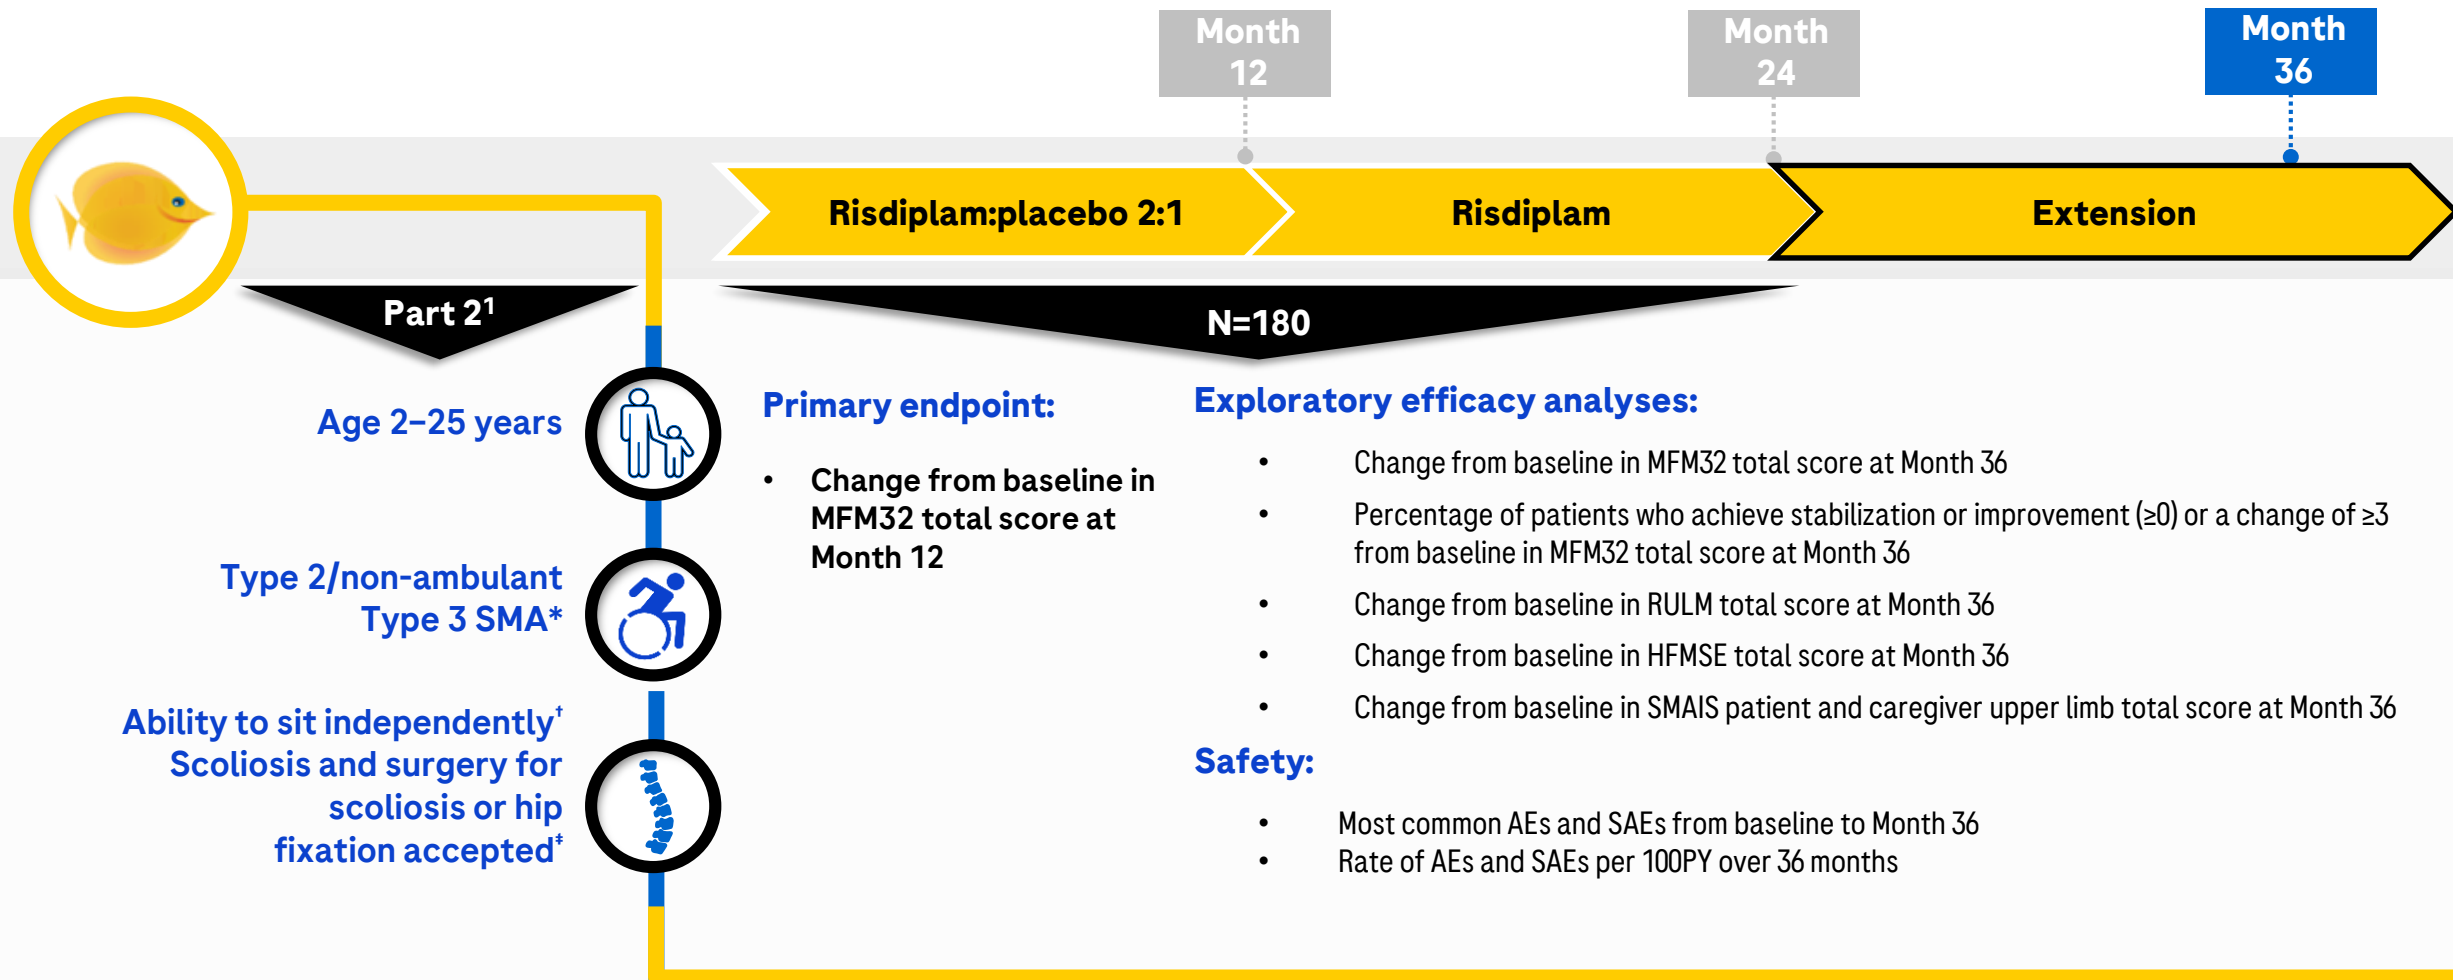 Month
12
Month
24
Month
36
Risdiplam:placebo 2:1
Risdiplam
Extension
Part 2¹
N=180
Age 2–25 years
Type 2/non-ambulant
Type 3 SMA*
Ability to sit independently†
Scoliosis and surgery for
scoliosis or hip
fixation accepted‡
Primary endpoint:
• Change from baseline in
MFM32 total score at
Month 12
Exploratory efficacy analyses:
• Change from baseline in MFM32 total score at Month 36
• Percentage of patients who achieve stabilization or improvement (≥0) or a change of ≥3
from baseline in MFM32 total score at Month 36
• Change from baseline in RULM total score at Month 36
• Change from baseline in HFMSE total score at Month 36
• Change from baseline in SMAIS patient and caregiver upper limb total score at Month 36
Safety:
• Most common AEs and SAEs from baseline to Month 36
• Rate of AEs and SAEs per 100PY over 36 months